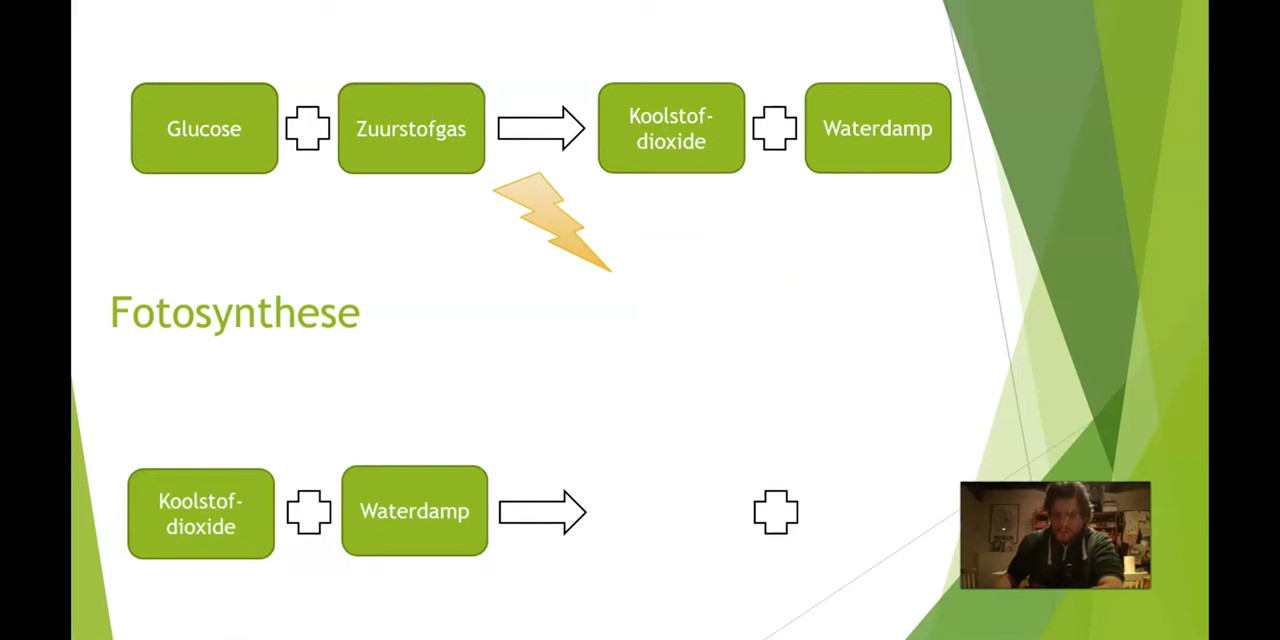 Glucose
Zuurstofgas
Koolstof-
dioxide
Waterdamp
Fotosynthese
Koolstof-
dioxide
Waterdamp